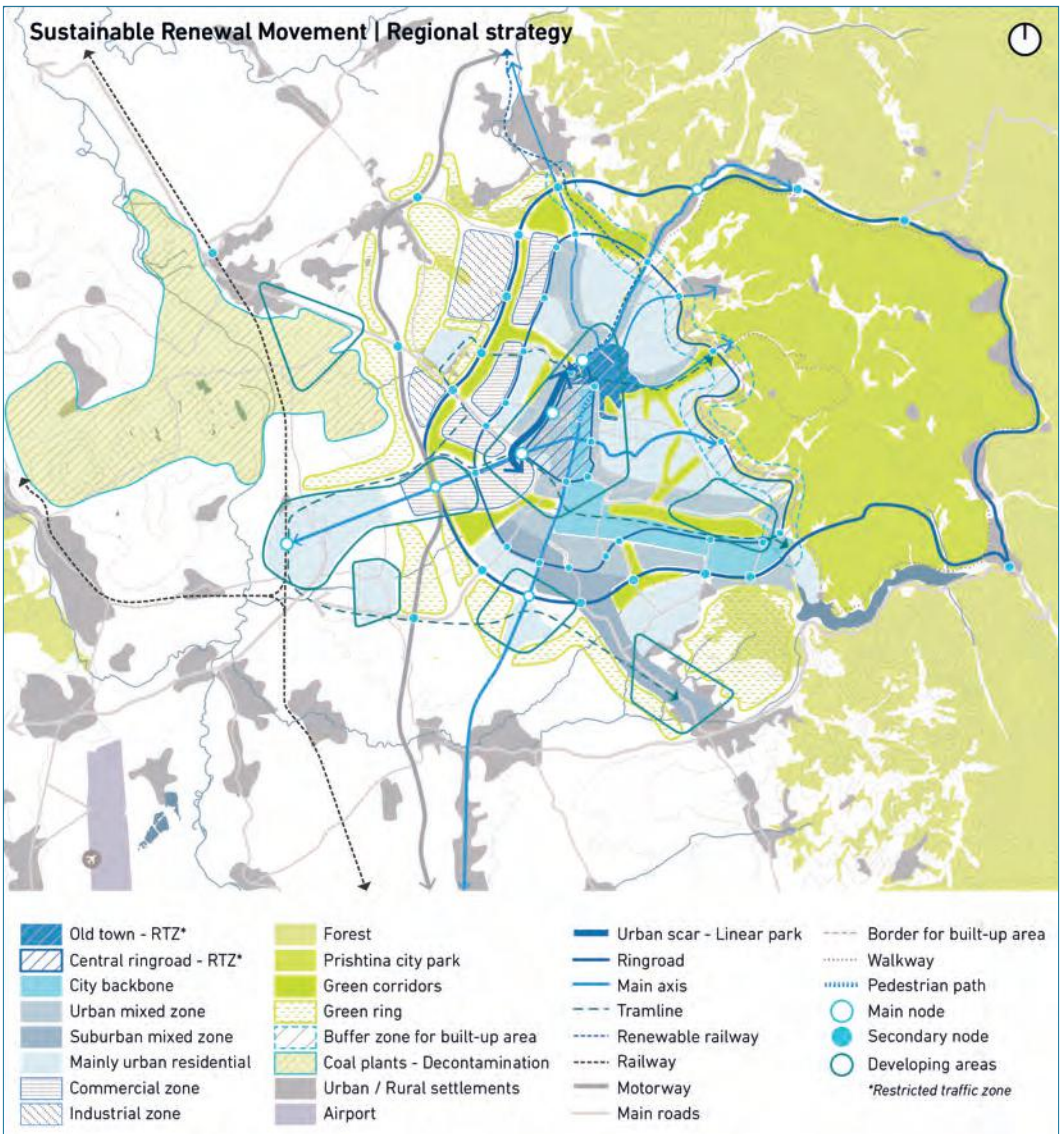 Sustainable Renewal Movement | Regional strategy
Old town - RTZ*
Central ringroad - RTZ*
City backbone
Urban mixed zone
Suburban mixed zone
Mainly urban residential
Commercial zone
Industrial zone
Forest
Prishtina city park
Green corridors
Green ring
Buffer zone for built-up area
Coal plants - Decontamination
Urban / Rural settlements
Airport
Urban scar - Linear park
Ringroad
Main axis
Tramline
Renewable railway
Railway
Motorway
Main roads
Border for built-up area
Walkway
Pedestrian path
Main node
Secondary node
Developing areas
*Restricted traffic zone